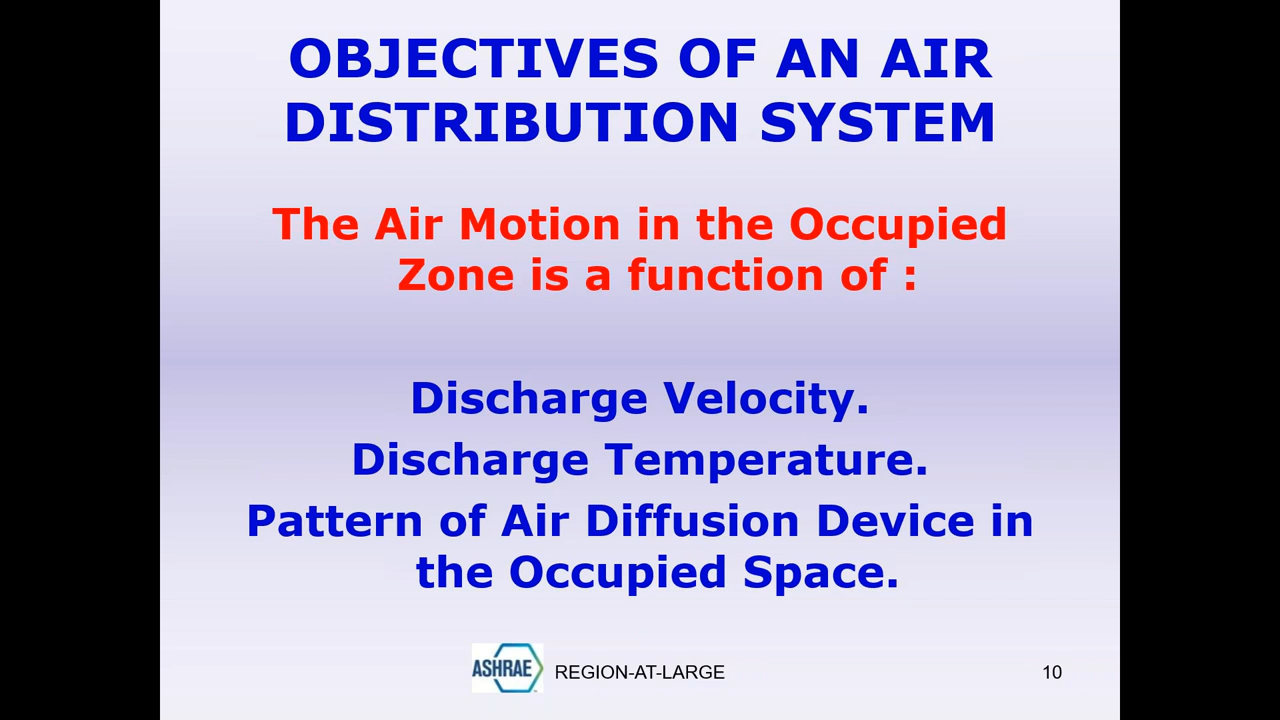 OBJECTIVES OF AN AIR
DISTRIBUTION SYSTEM
The Air Motion in the Occupied
Zone is a function of :
Discharge Velocity.
Discharge Temperature.
Pattern of Air Diffusion Device in
the Occupied Space.
ASHRAE REGION-AT-LARGE 10